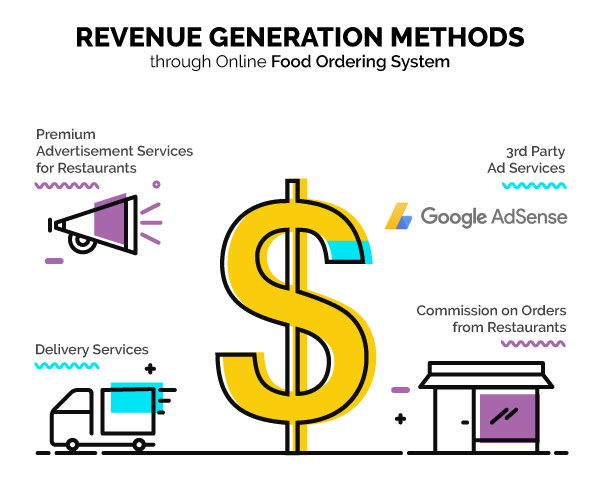 REVENUE GENERATION METHODS
through Online Food Ordering System
Premium
Advertisement Services
for Restaurants
3rd Party
Ad Services
Google AdSense
Commission on Orders
from Restaurants
Delivery Services